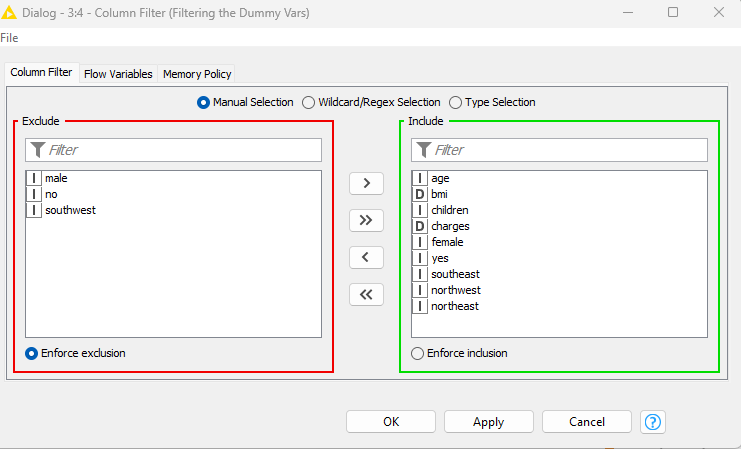 Dialog - 3:4 - Column Filter (Filtering the Dummy Vars)
File
Column Filter Flow Variables Memory Policy
Manual Selection Wildcard/Regex Selection Type Selection
Exclude
Filter
I male
I no
I southwest
Enforce exclusion
>
>>
<
<<
Include
Filter
I age
D bmi
I children
D charges
I female
I yes
I southeast
I northwest
I northeast
Enforce inclusion
OK Apply Cancel ?